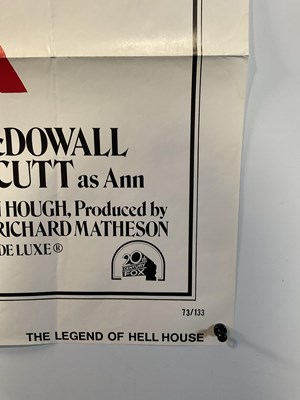 cDOWALL
CUTT as Ann
HOUGH, Produced by
RICHARD MATHESON
DE LUXE®
20th
CENTURY
FOX
73/133
THE LEGEND OF HELL HOUSE